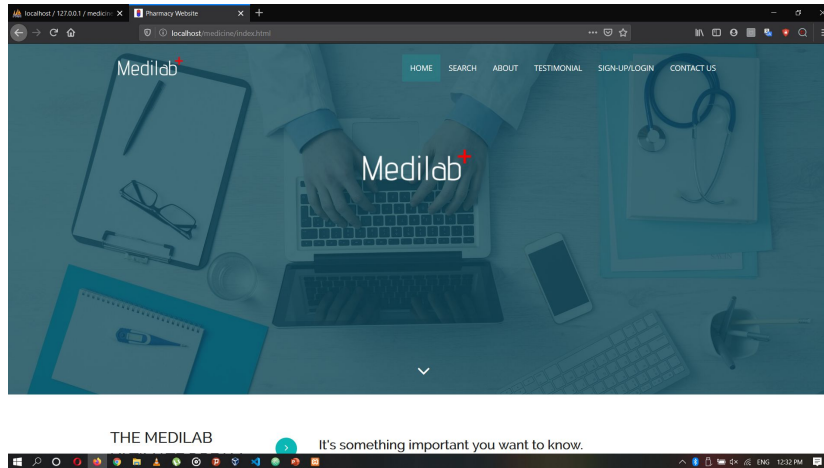 localhost / 127.0.0.1 / medicine
Pharmacy Website
localhost/medicine/index.html
Medilab+
HOME SEARCH ABOUT TESTIMONIAL SIGN-UP/LOGIN CONTACT US
Medilab+
THE MEDILAB
It's something important you want to know.
ENG 12:32 PM